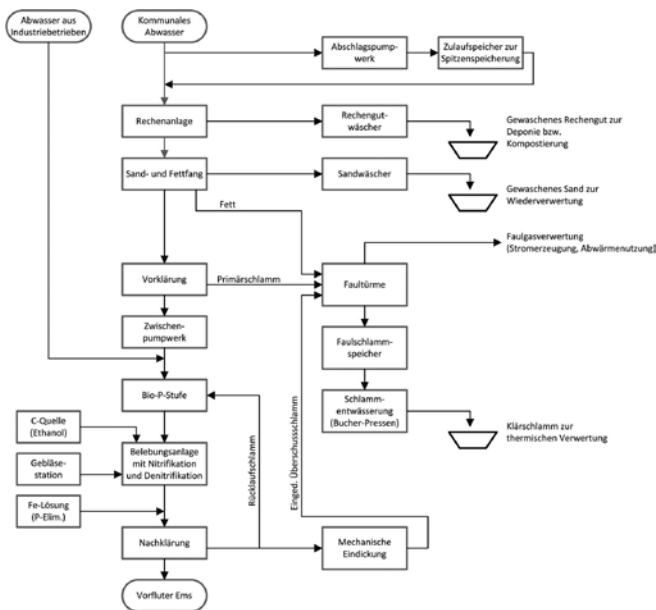 Abwasser aus
Industriebetrieben
Kommunales
Abwasser
Abschlagspump-
werk
Zulaufspeicher zur
Spitzenspeicherung
Rechenanlage
Rechengut-
wäscher
Gewaschenes Rechengut zur
Deponie bzw.
Kompostierung
Sand- und Fettfang
Sandwäscher
Gewaschenes Sand zur
Wiederverwertung
Fett
Faulgasverwertung
(Stromerzeugung, Abwärmenutzung)
Vorklärung
Primärschlamm
Faultürme
Zwischen-
pumpwerk
Faulschlamm-
speicher
Bio-P-Stufe
Schlamm-
entwässerung
(Bucher-Pressen)
Klärschlamm zur
thermischen Verwertung
C-Quelle
(Ethanol)
Belebungsanlage
mit Nitrifikation
und Denitrifikation
Gebläse-
station
Rücklaufschlamm
Einged. Überschussschlamm
Fe-Lösung
(P-Elim.)
Nachklärung
Mechanische
Eindickung
Vorfluter Ems